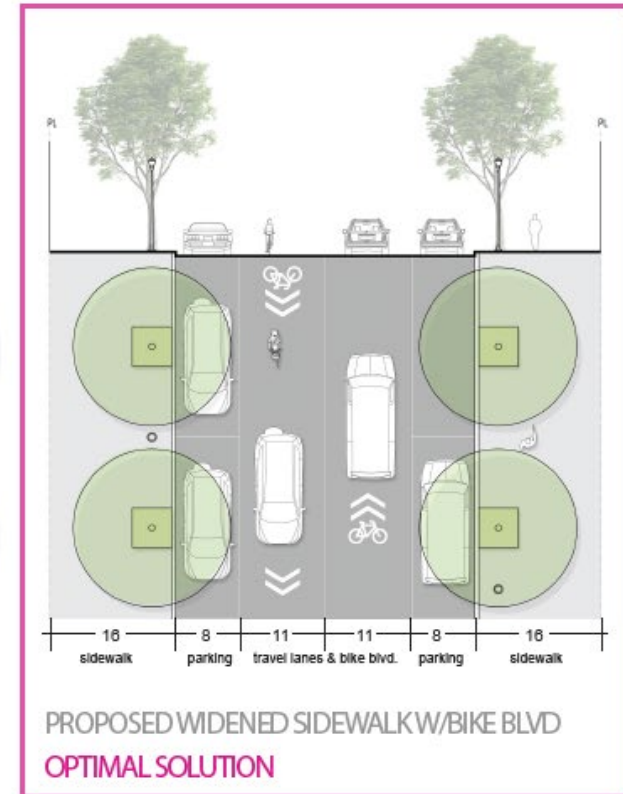 PL
PL
16 8 11 11 8 16
sidewalk parking travel lanes & bike blvd. parking sidewalk
PROPOSED WIDENED SIDEWALK W/BIKE BLVD
OPTIMAL SOLUTION